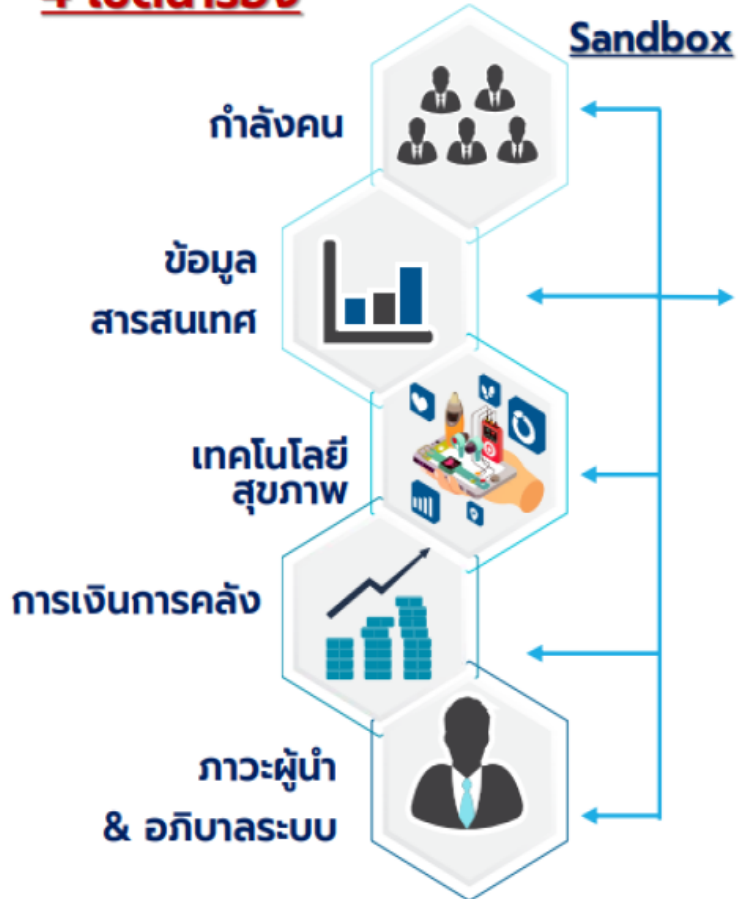 Sandbox
กำลังคน
ข้อมูล
สารสนเทศ
เทคโนโลยี
สุขภาพ
การเงินการคลัง
ภาวะผู้นำ
& อภิบาลระบบ